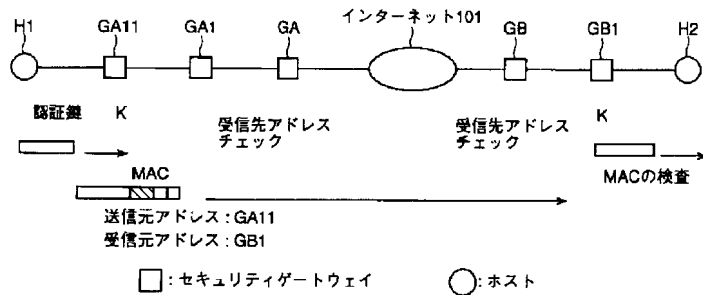 インターネット101
H1 GA11 GA1 GA GB GB1 H2
認証鍵 K
受信先アドレス
チェック
受信先アドレス
チェック
K
MAC
MACの検査
送信元アドレス：GA11
受信元アドレス：GB1
：セキュリティゲートウェイ
：ホスト